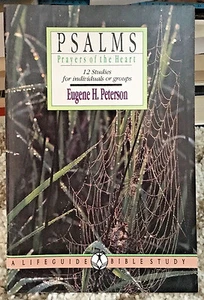 PSALMS
Prayers of the Heart
12 Studies
for individuals or groups
Eugene H. Peterson
A LIFEGUIDE BIBLE STUDY